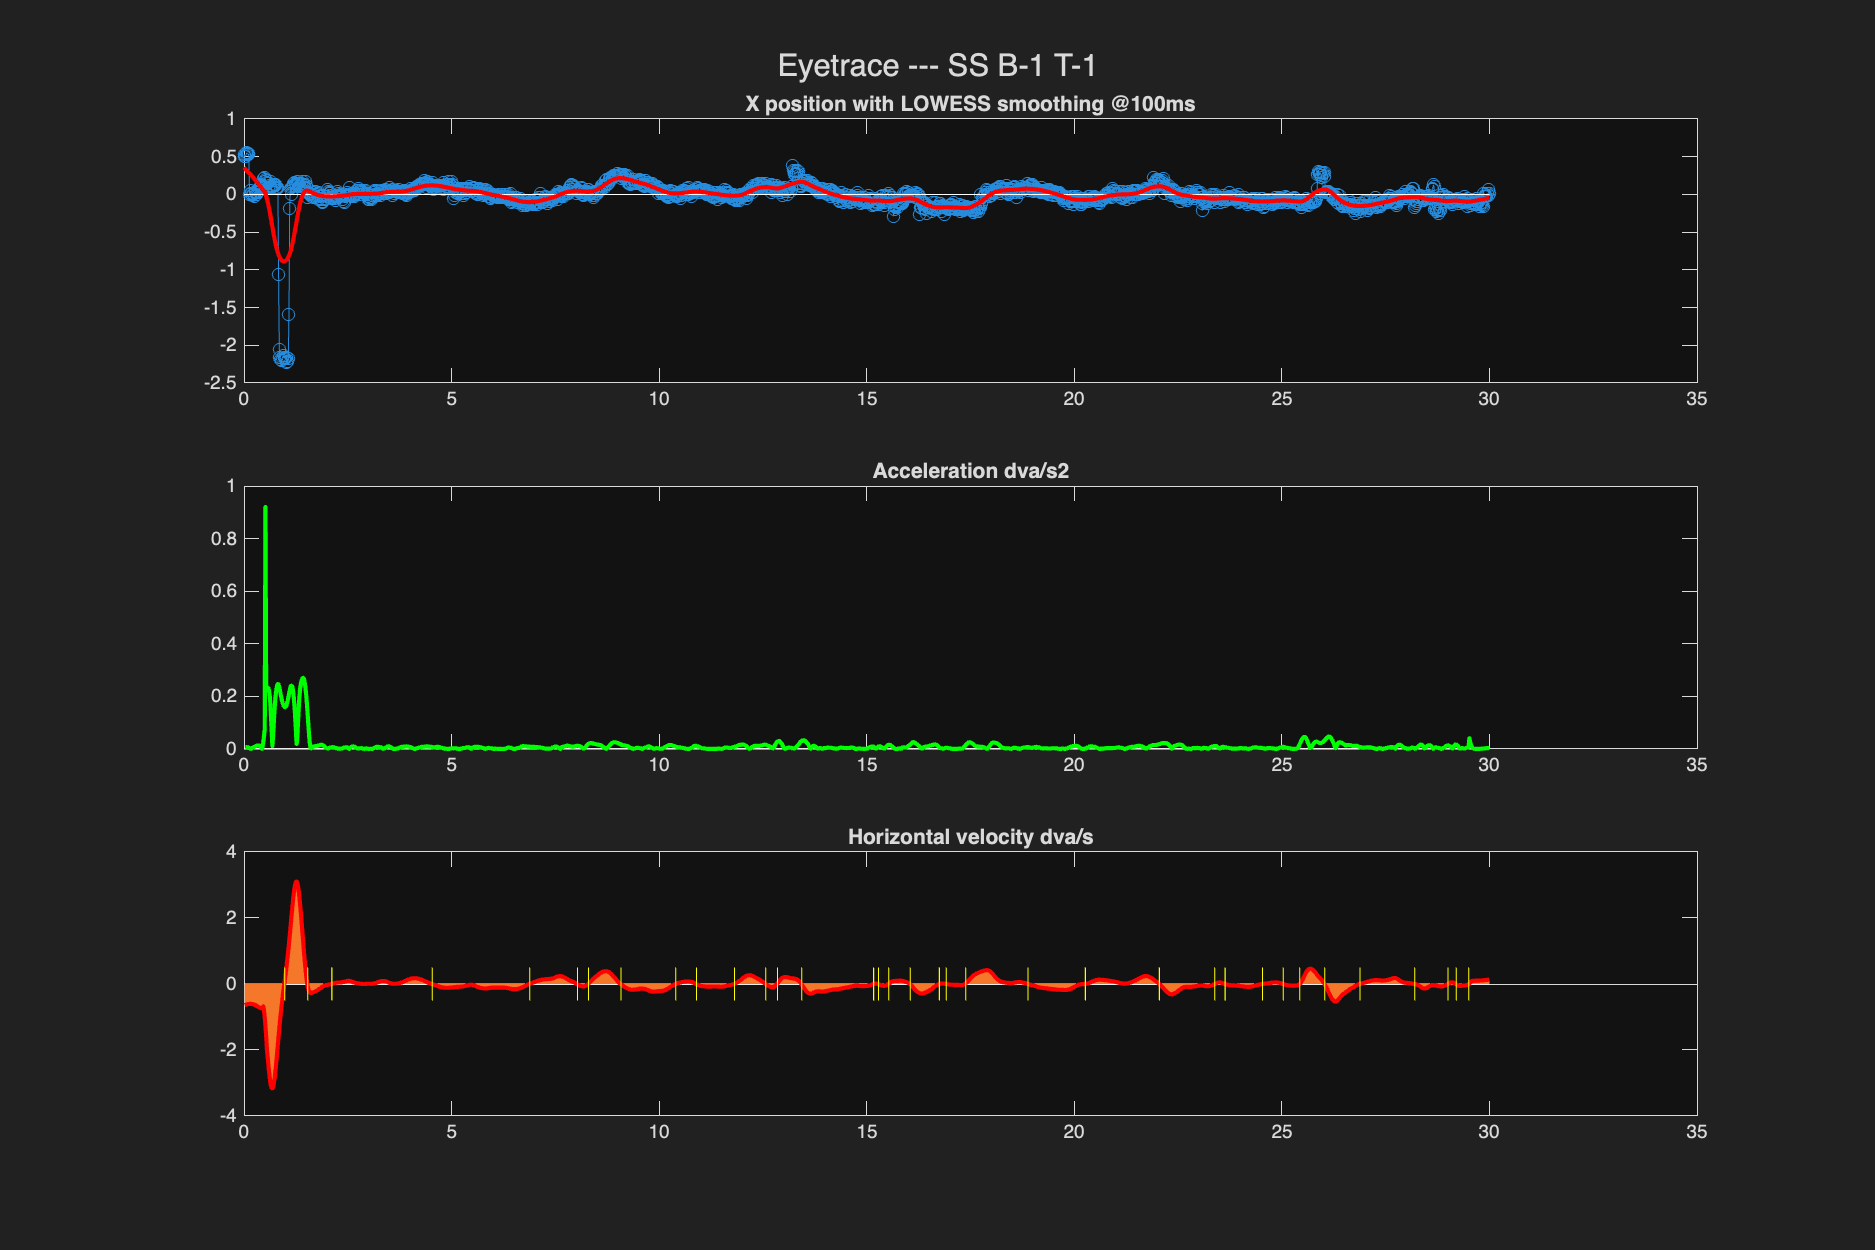 Eyetrace --- SS B-1 T-1
X position with LOWESS smoothing @100ms
1
0.5
0
-0.5
-1
-1.5
-2
-2.5
0 5 10 15 20 25 30 35
Acceleration dva/s2
1
0.8
0.6
0.4
0.2
0
0 5 10 15 20 25 30 35
Horizontal velocity dva/s
4
2
0
-2
-4
0 5 10 15 20 25 30 35